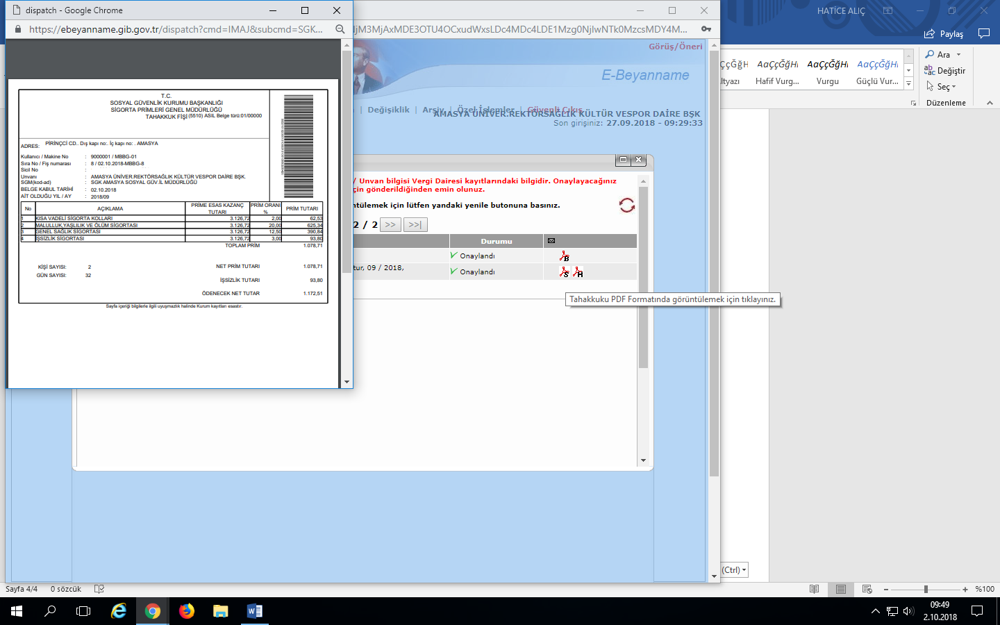 dispatch - Google Chrome
https://ebeyanname.gib.gov.tr/dispatch?cmd=IMAJ&subcmd=SGK...
T.C.
SOSYAL GÜVENLİK KURUMU BAŞKANLIĞI
SİGORTA PRİMLERİ GENEL MÜDÜRLÜĞÜ
TAHAKKUK FİŞİ (5510) ASIL Belge türü:01/00000
ADRES: PİRİNÇCİ CD.. Dış kapı no:. İç kapı no: . AMASYA
Kullanıcı / Makine No : 9000001 / MBBG-01
Sıra No / Fiş numarası : 8 / 02.10.2018-MBBG-8
Sicil No :
Unvanı : AMASYA ÜNİVER.REKTÖRSAĞLIK KÜLTÜR VESPOR DAİRE BŞK.
SGM(kod-ad) : SGK AMASYA SOSYAL GÜV.İL MÜDÜRLÜĞÜ
BELGE KABUL TARİHİ : 02.10.2018
AİT OLDUĞU YIL / AY : 2018/09
No AÇIKLAMA PRİME ESAS KAZANÇ TUTARI PRİM ORANI % PRİM TUTARI
1 KISA VADELİ SİGORTA KOLLARI 3.126,72 2,00 62,53
2 MALULLUK,YAŞLILIK VE ÖLÜM SİGORTASI 3.126,72 20,00 625,34
3 GENEL SAĞLIK SİGORTASI 3.126,72 12,50 390,84
4 İŞSİZLİK SİGORTASI 3.126,72 3,00 93,80
TOPLAM PRİM 1.078,71
KİŞİ SAYISI: 2 NET PRİM TUTARI 1.078,71
GÜN SAYISI: 32
İŞSİZLİK TUTARI 93,80
ÖDENECEK NET TUTAR 1.172,51
Sayfa içeriği bilgilerle ilgili uyuşmazlık halinde Kurum kayıtları esastır.
Görüş/Öneri
E-Beyanname
| Değişiklik | Arşiv | Özel İşlemler | Güvenli Çıkış
AMASYA ÜNİVER.REKTÖRSAĞLIK KÜLTÜR VESPOR DAİRE BŞK
Son girişiniz: 27.09.2018 - 09:29:33
/ Unvan bilgisi Vergi Dairesi kayıtlarındaki bilgidir. Onaylayacağınız
çin gönderildiğinden emin olunuz.
ntülemek için lütfen yandaki yenile butonuna basınız.
2 / 2 >> >>|
Durumu
Onaylandı B
tur, 09 / 2018, Onaylandı S A
Tahakkuku PDF Formatında görüntülemek için tıklayınız.
HATİCE ALIÇ
Paylaş
AaÇçĞğHł AaÇçĞğHł AaÇçĞğHł
ltyazı Hafif Vurg... Vurgu Güçlü Vur...
Ara
Değiştir
Seç
Düzenleme
(Ctrl)
Sayfa 4/4 0 sözcük %100
09:49
2.10.2018